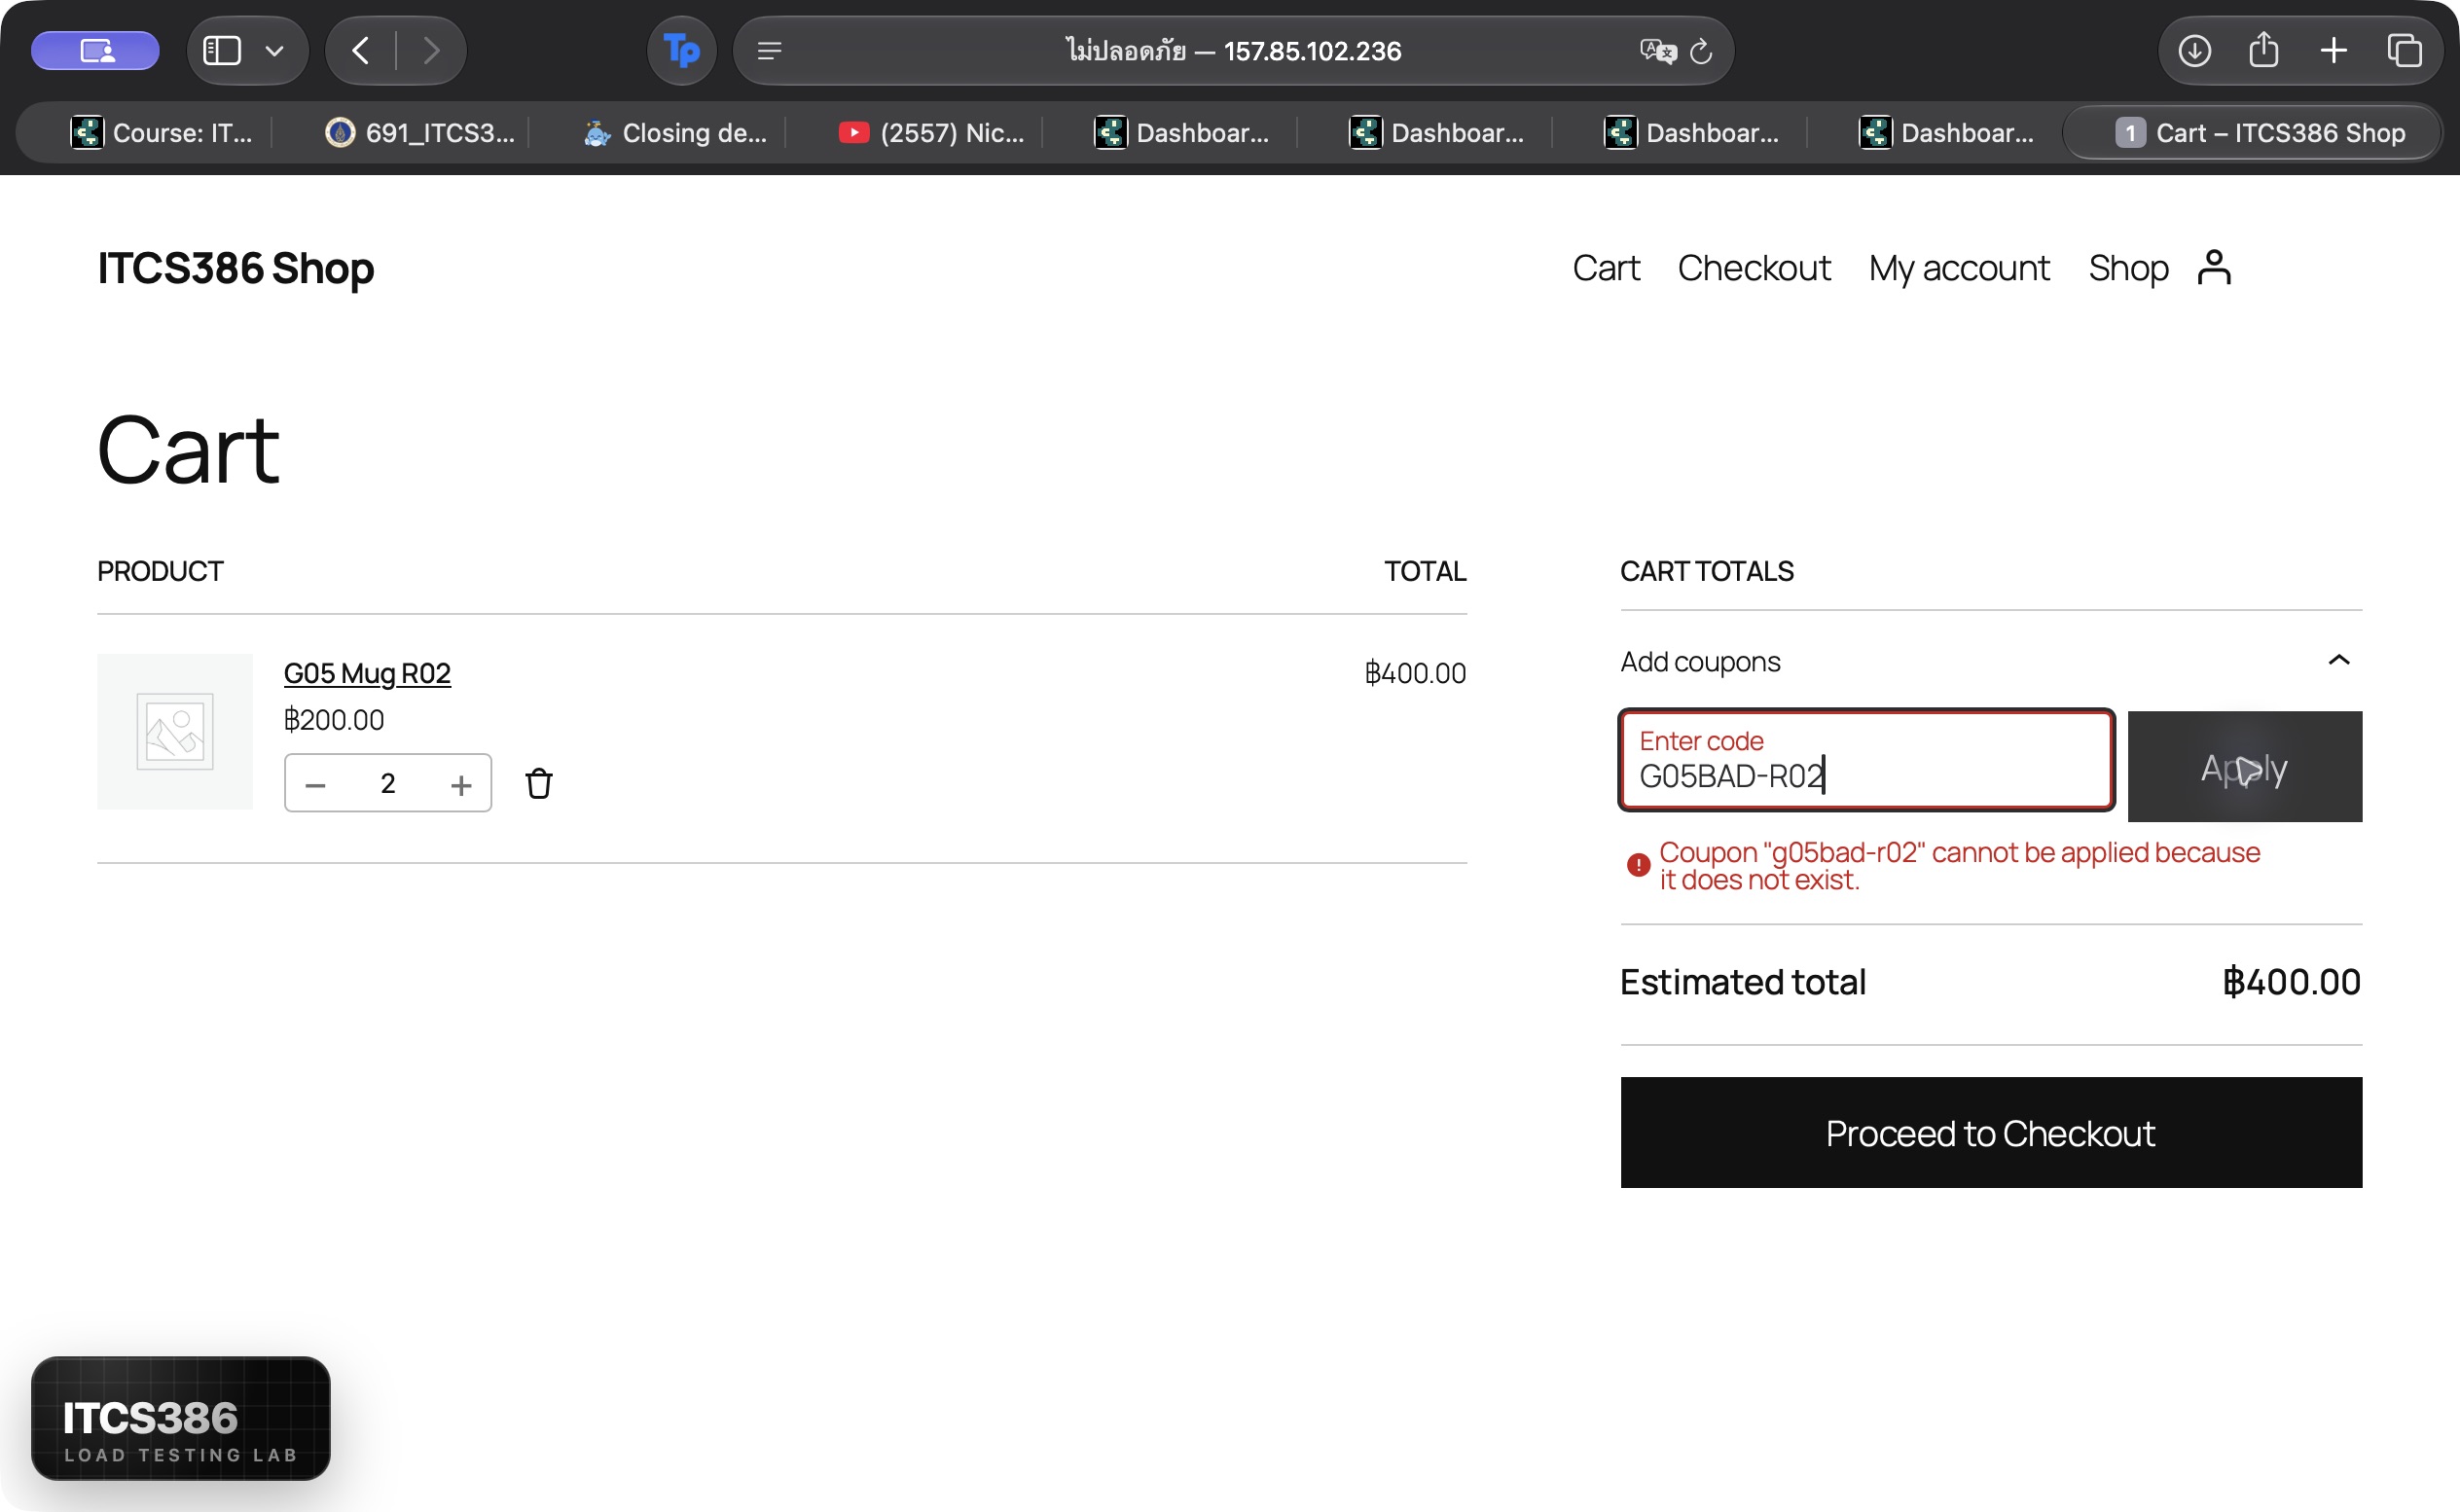 ไม่ปลอดภัย — 157.85.102.236
Course: IT...
691_ITCS3...
Closing de...
(2557) Nic...
Dashboar...
Dashboar...
Dashboar...
Dashboar...
1 Cart – ITCS386 Shop
ITCS386 Shop
Cart
Checkout
My account
Shop
Cart
PRODUCT
TOTAL
G05 Mug R02
฿400.00
฿200.00
− 2 +
CART TOTALS
Add coupons
Enter code
G05BAD-R02
Apply
Coupon "g05bad-r02" cannot be applied because
it does not exist.
Estimated total
฿400.00
Proceed to Checkout
ITCS386
LOAD TESTING LAB